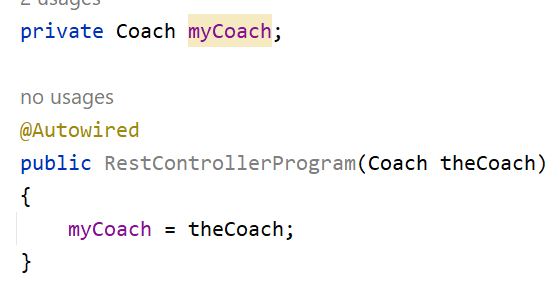 2 usages
private Coach myCoach;
no usages
@Autowired
public RestControllerProgram(Coach theCoach)
{
myCoach = theCoach;
}